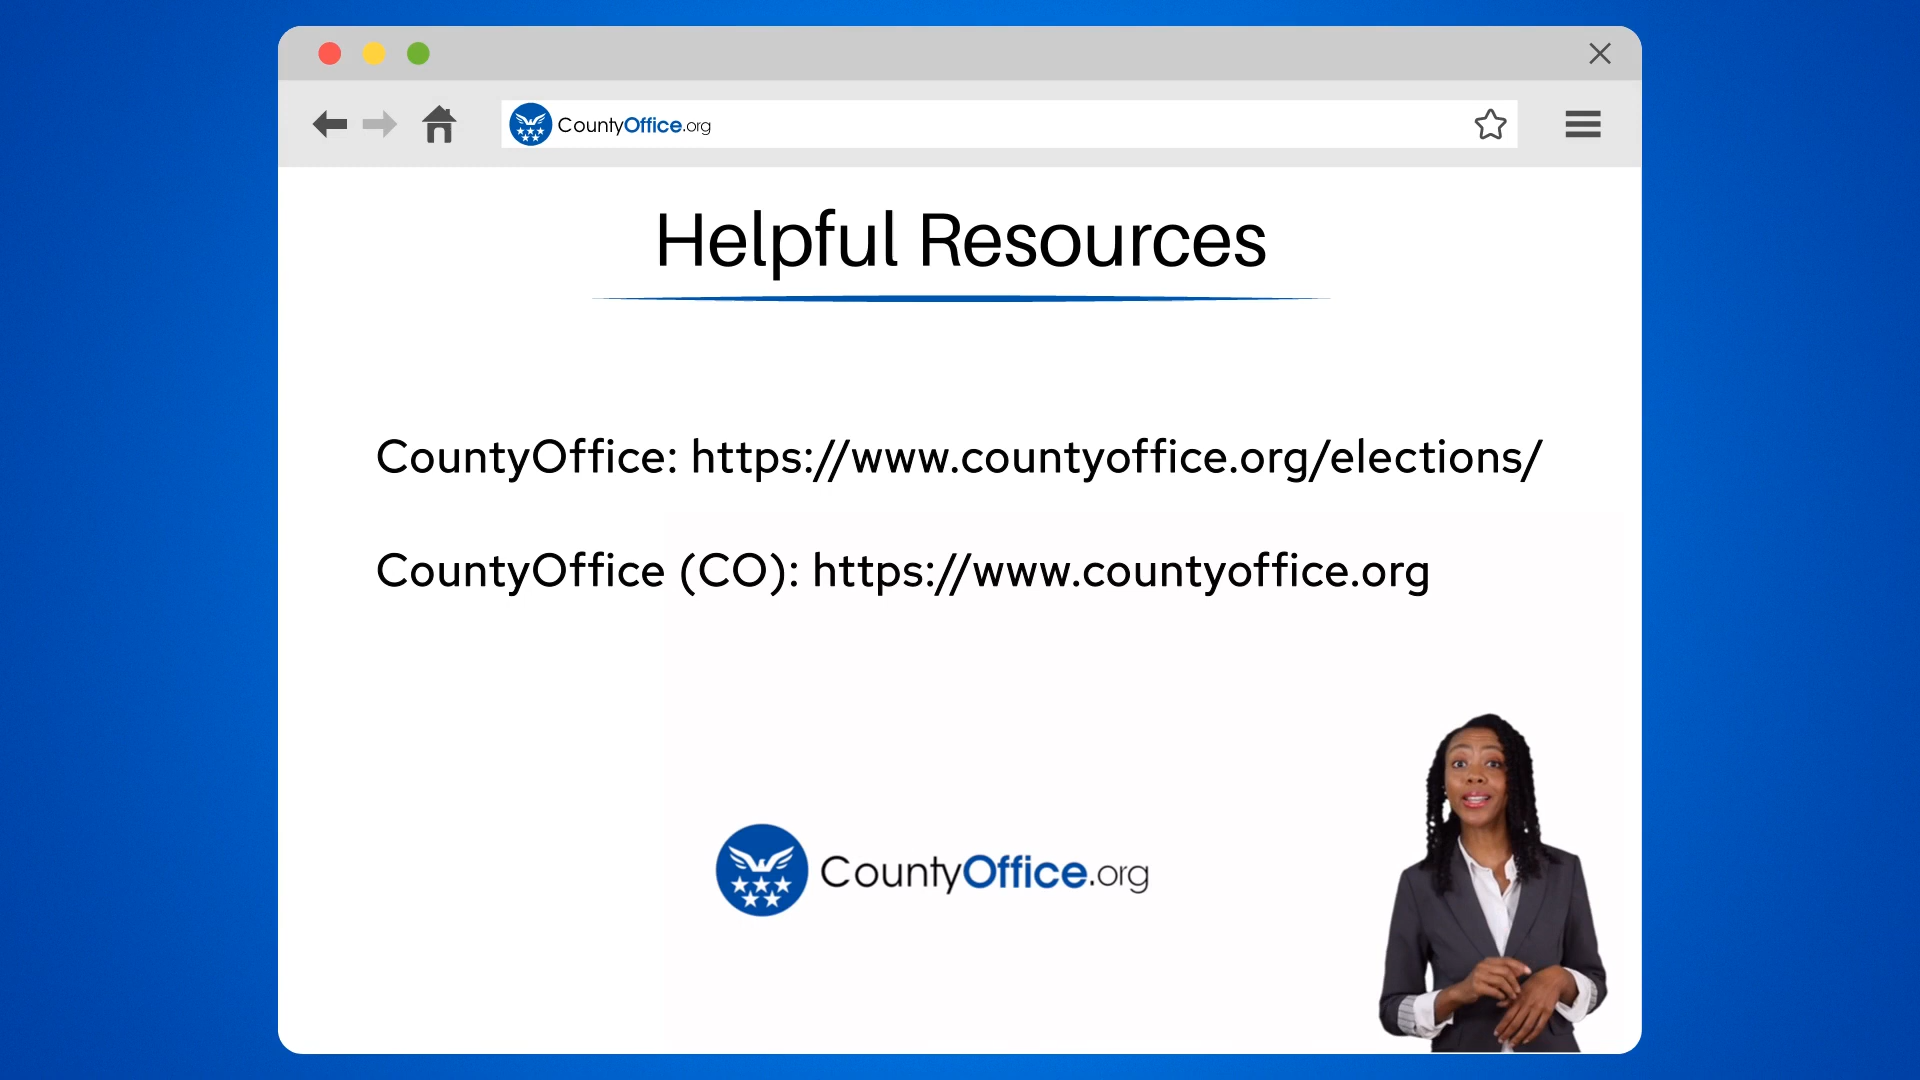 CountyOffice.org
Helpful Resources
CountyOffice: https://www.countyoffice.org/elections/
CountyOffice (CO): https://www.countyoffice.org
CountyOffice.org